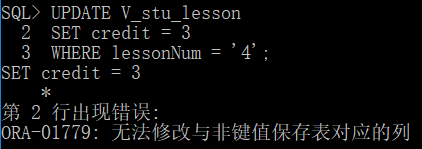 SQL> UPDATE V_stu_lesson
  2  SET credit = 3
  3  WHERE lessonNum = '4';
SET credit = 3
    *
第 2 行出现错误:
ORA-01779: 无法修改与非键值保存表对应的列